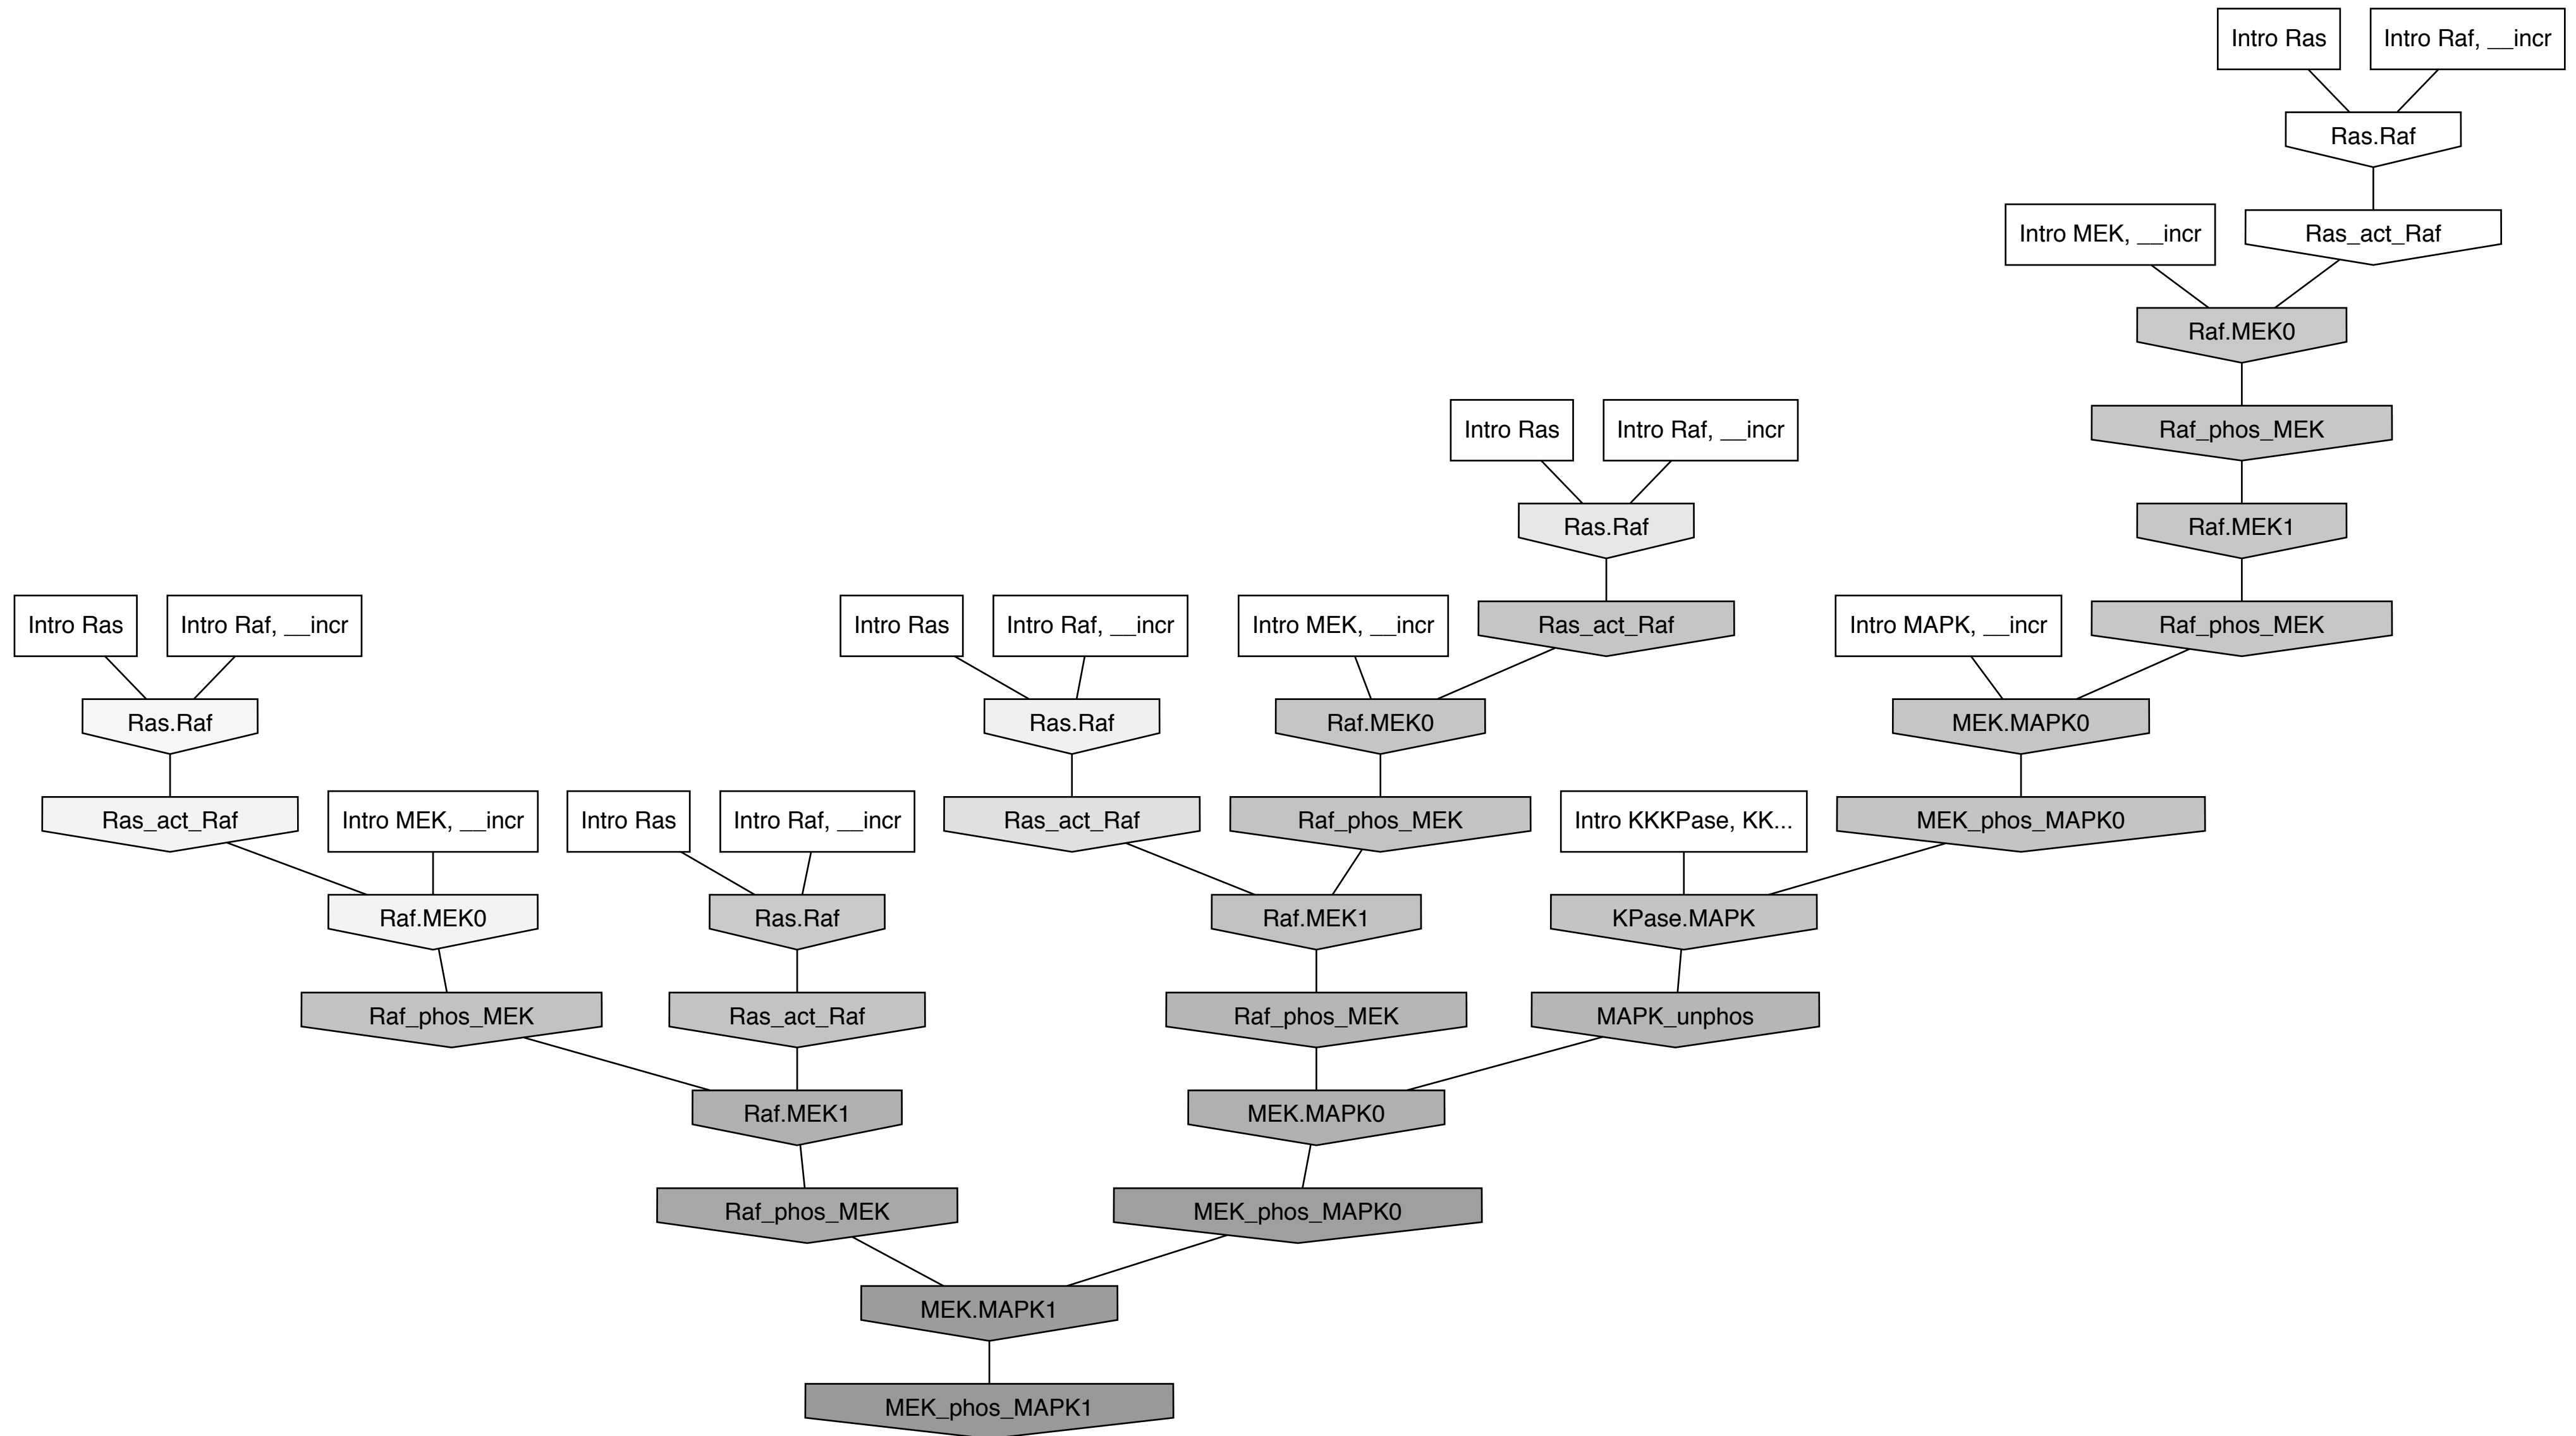 Intro Ras
Intro Raf, __incr
Ras.Raf
Intro MEK, __incr
Ras_act_Raf
Raf.MEK0
Intro Ras
Intro Raf, __incr
Raf_phos_MEK
Ras.Raf
Raf.MEK1
Intro Ras
Intro Raf, __incr
Intro Ras
Intro Raf, __incr
Intro MEK, __incr
Ras_act_Raf
Intro MAPK, __incr
Raf_phos_MEK
Ras.Raf
Ras.Raf
Raf.MEK0
MEK.MAPK0
Ras_act_Raf
Intro MEK, __incr
Intro Ras
Intro Raf, __incr
Ras_act_Raf
Raf_phos_MEK
Intro KKKPase, KK...
MEK_phos_MAPK0
Raf.MEK0
Ras.Raf
Raf.MEK1
KPase.MAPK
Raf_phos_MEK
Ras_act_Raf
Raf_phos_MEK
MAPK_unphos
Raf.MEK1
MEK.MAPK0
Raf_phos_MEK
MEK_phos_MAPK0
MEK.MAPK1
MEK_phos_MAPK1